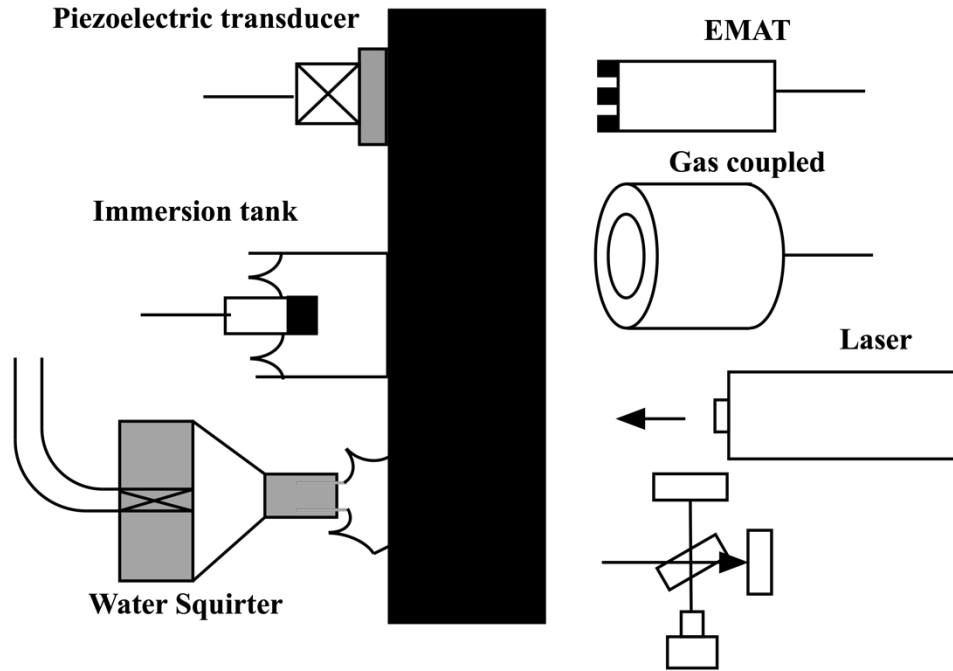 Piezoelectric transducer
EMAT
Gas coupled
Immersion tank
Laser
Water Squirter